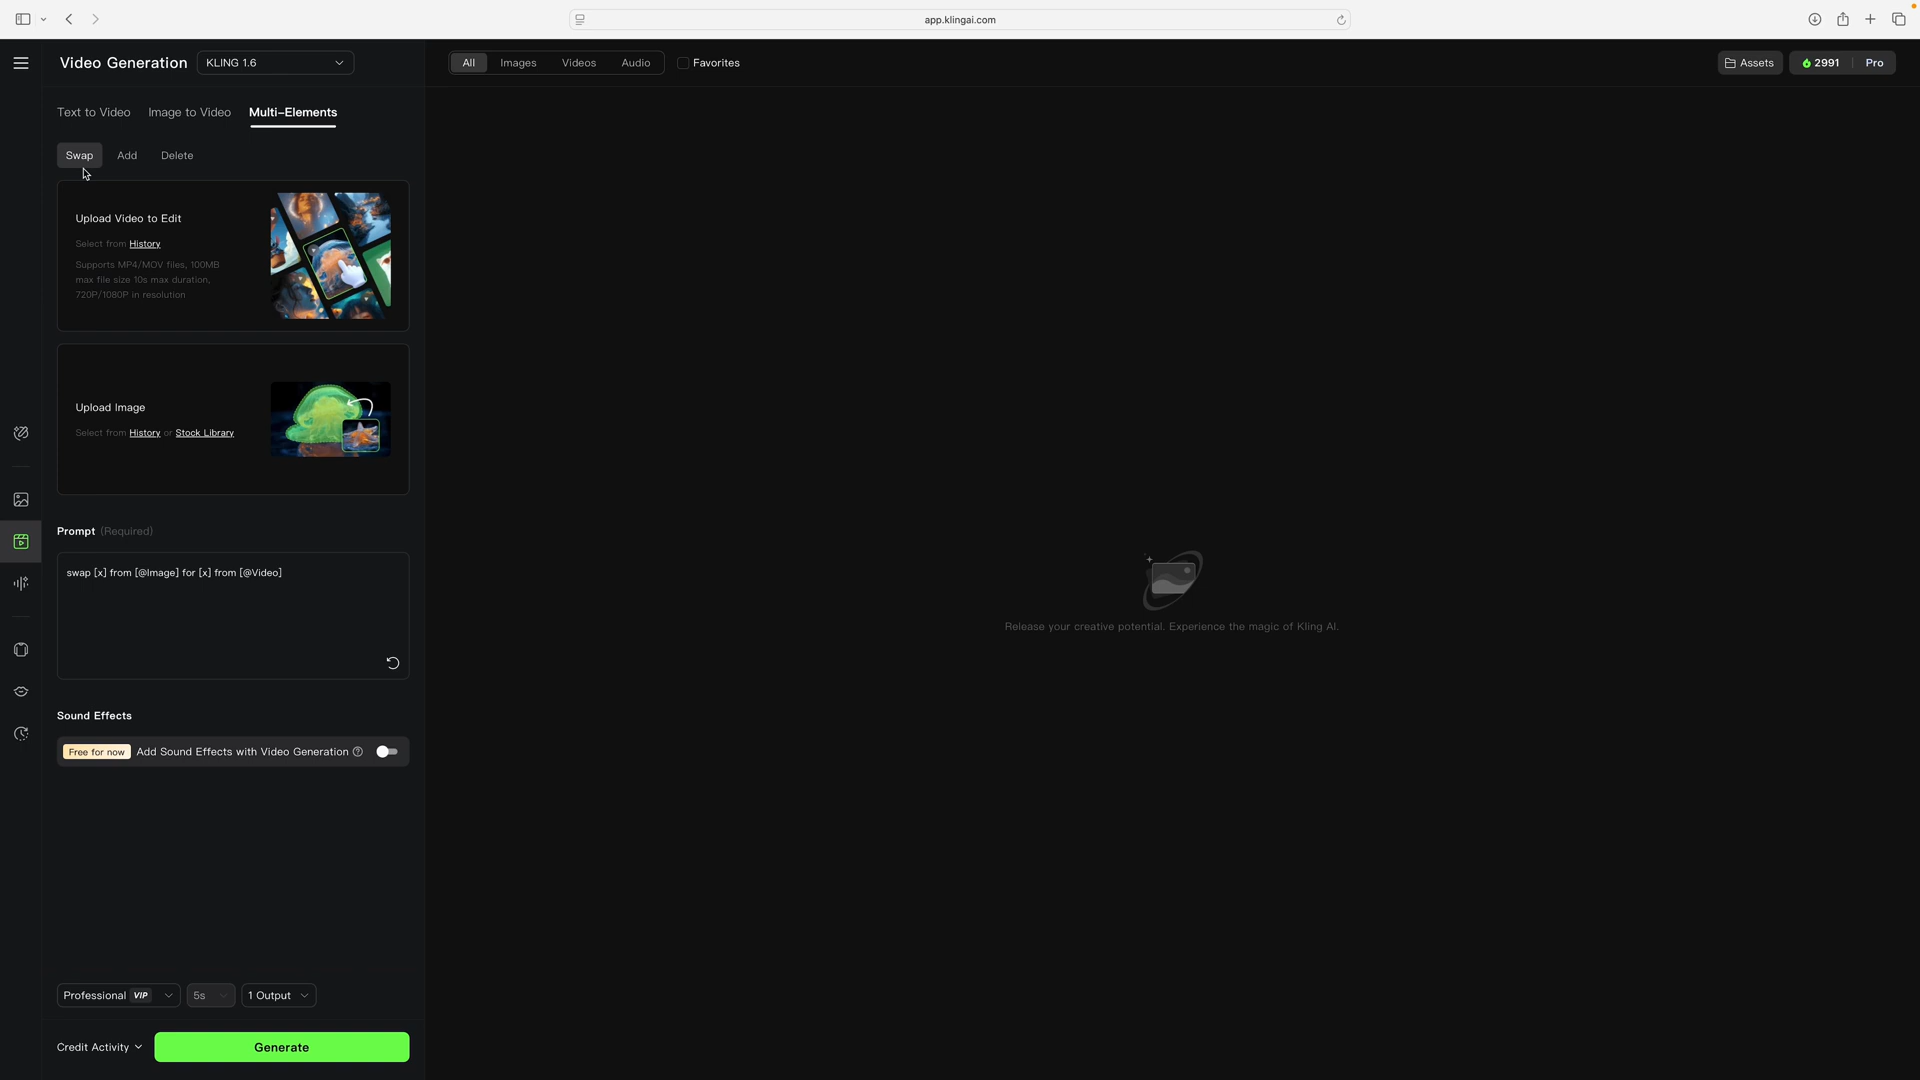 app.klingai.com
Video Generation
KLING 1.6
All
Images
Videos
Audio
Favorites
Assets
2991
Pro
Text to Video
Image to Video
Multi-Elements
Swap
Add
Delete
Upload Video to Edit
Select from History
Supports MP4/MOV files, 100MB
max file size 10s max duration,
720P/1080P in resolution
Upload Image
Select from History or Stock Library
Prompt (Required)
swap [x] from [@Image] for [x] from [@Video]
Release your creative potential. Experience the magic of Kling AI.
Sound Effects
Free for now
Add Sound Effects with Video Generation
Professional VIP
5s
1 Output
Credit Activity
Generate